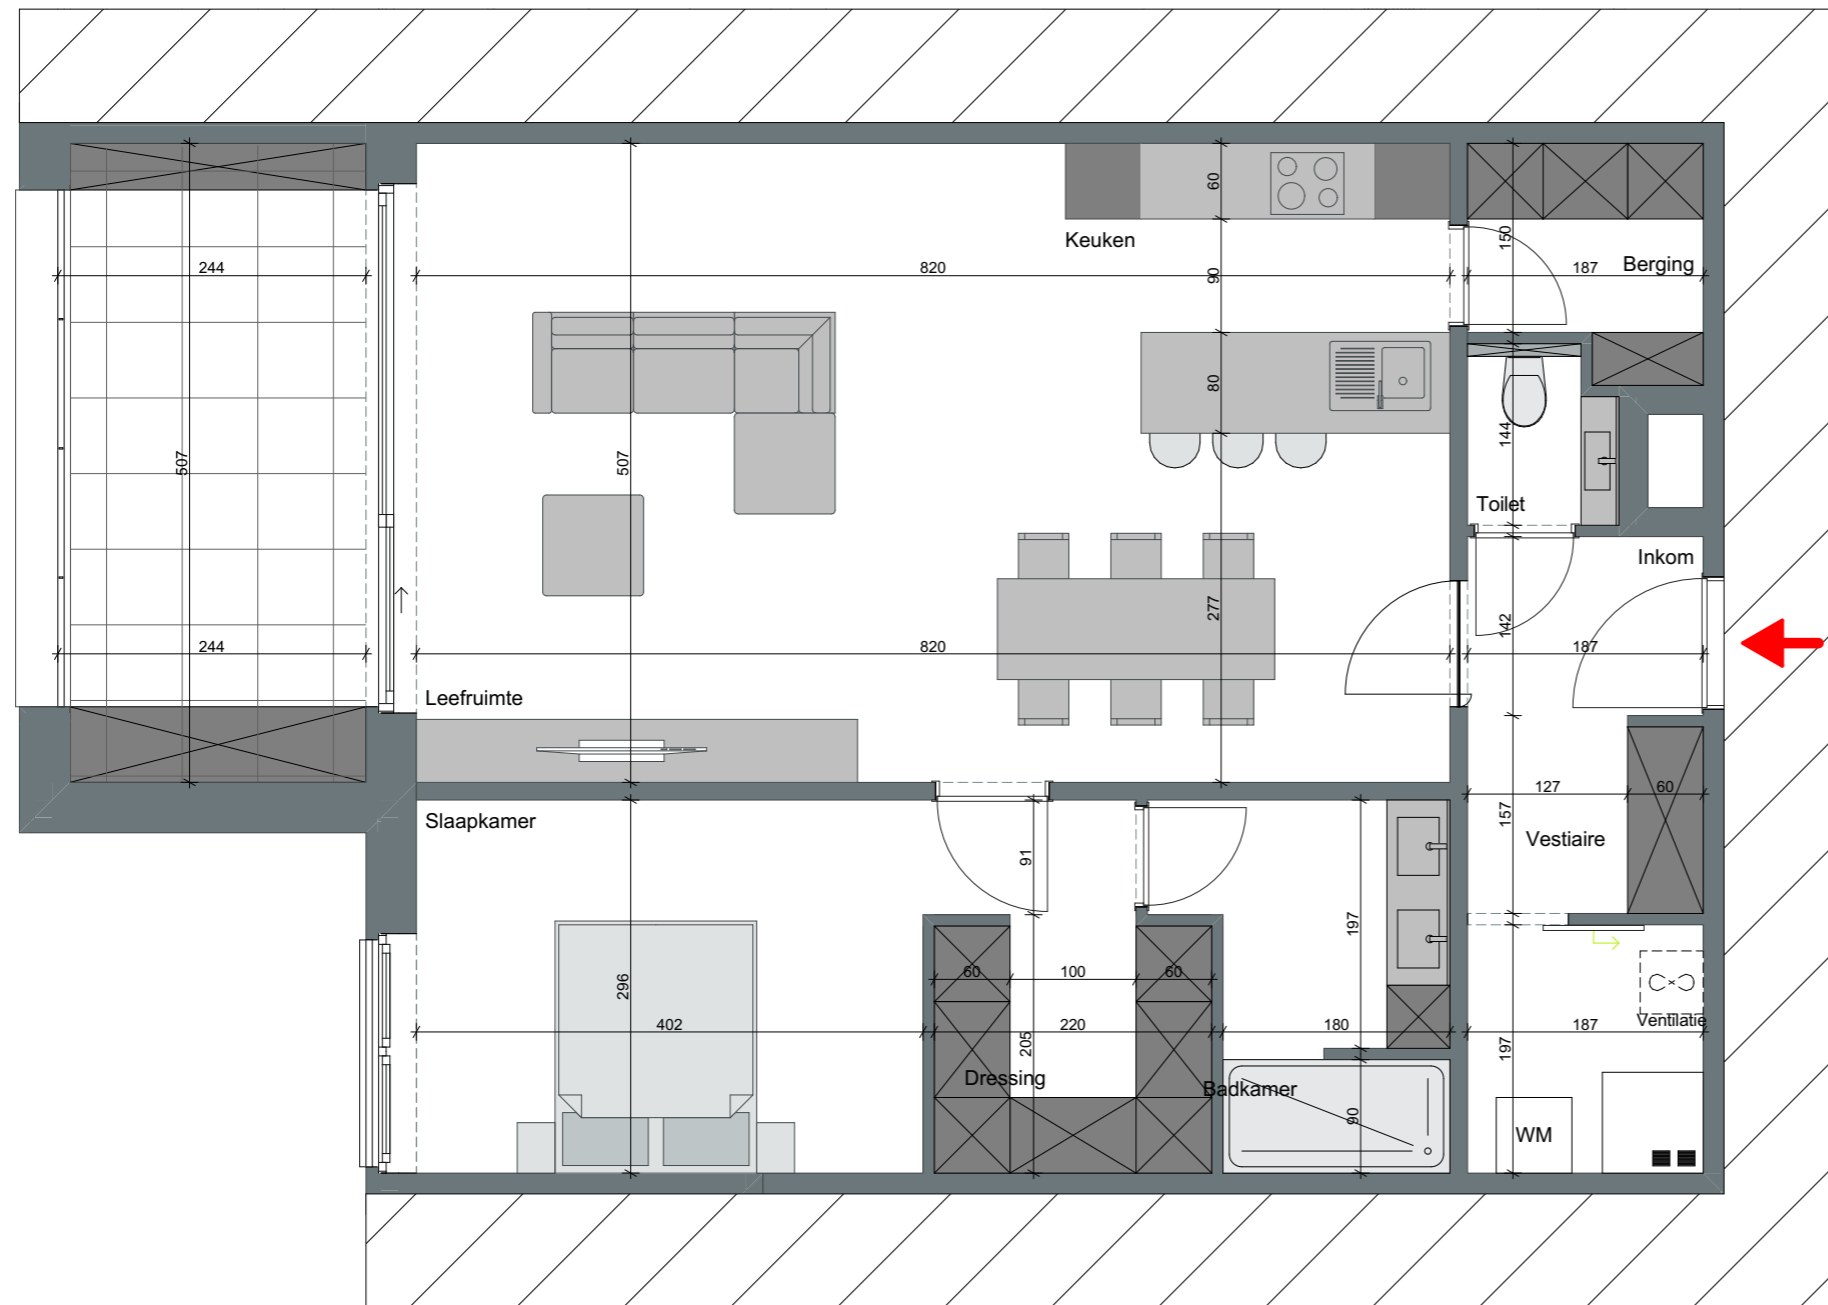 60
150
Keuken
Berging
244
820
90
187
80
144
507
507
Toilet
Inkom
277
142
244
820
187
Leefruimte
127
60
157
Slaapkamer
Vestiaire
91
197
60
100
60
296
402
220
180
187
Ventilatie
205
197
Dressing
Badkamer
90
WM